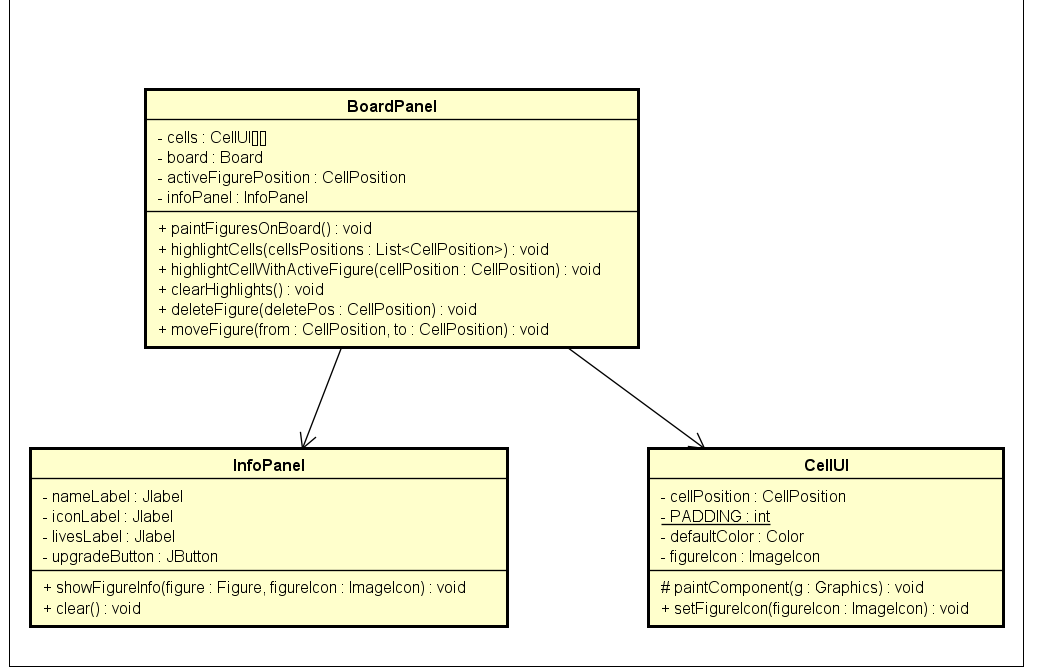 BoardPanel
- cells : CellUI[][]
- board : Board
- activeFigurePosition : CellPosition
- infoPanel : InfoPanel
+ paintFiguresOnBoard() : void
+ highlightCells(cellsPositions : List<CellPosition>) : void
+ highlightCellWithActiveFigure(cellPosition : CellPosition) : void
+ clearHighlights() : void
+ deleteFigure(deletePos : CellPosition) : void
+ moveFigure(from : CellPosition, to : CellPosition) : void
InfoPanel
- nameLabel : Jlabel
- iconLabel : Jlabel
- livesLabel : Jlabel
- upgradeButton : JButton
+ showFigureInfo(figure : Figure, figureIcon : ImageIcon) : void
+ clear() : void
CellUI
- cellPosition : CellPosition
- PADDING : int
- defaultColor : Color
- figureIcon : ImageIcon
# paintComponent(g : Graphics) : void
+ setFigureIcon(figureIcon : ImageIcon) : void